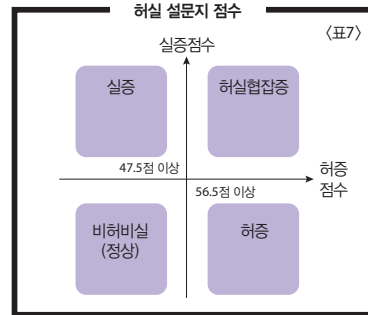 허실 설문지 점수
〈표7〉
실증점수
실증
허실협잡증
47.5점 이상
허증
점수
56.5점 이상
비허비실
(정상)
허증